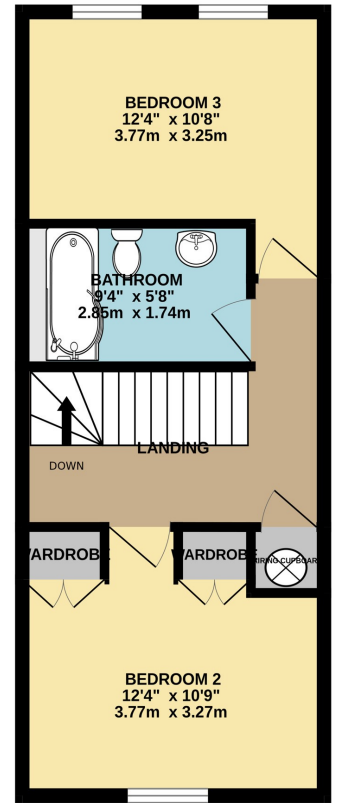 BEDROOM 3
12'4" x 10'8"
3.77m x 3.25m
BATHROOM
9'4" x 5'8"
2.85m x 1.74m
LANDING
DOWN
WARDROBE
WARDROBE
AIRING CUPBOARD
BEDROOM 2
12'4" x 10'9"
3.77m x 3.27m